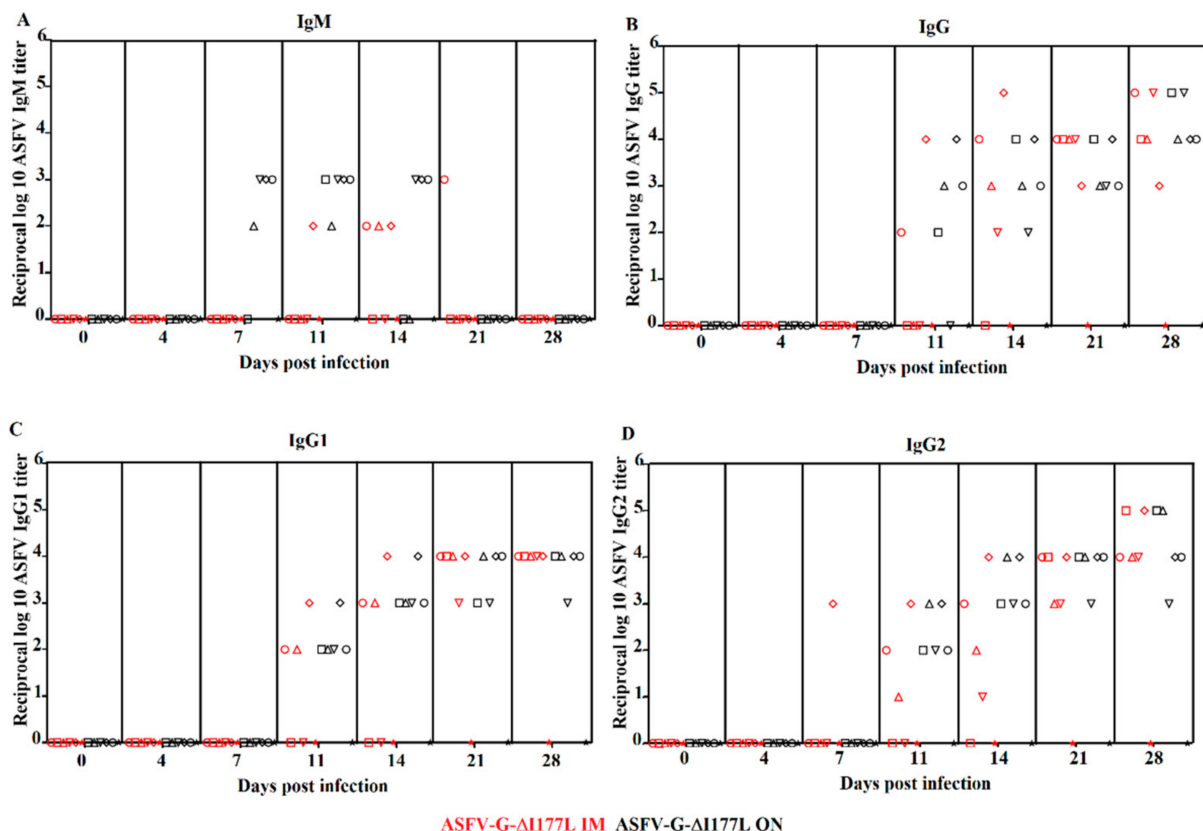 A
IgM
Reciprocal log 10 ASFV IgM titer
6
5
4
3
2
1
0
0 4 7 11 14 21 28
Days post infection
B
IgG
Reciprocal log 10 ASFV IgG titer
6
5
4
3
2
1
0
0 4 7 11 14 21 28
Days post infection
C
IgG1
Reciprocal log 10 ASFV IgG1 titer
6
5
4
3
2
1
0
0 4 7 11 14 21 28
Days post infection
D
IgG2
Reciprocal log 10 ASFV IgG2 titer
6
5
4
3
2
1
0
0 4 7 11 14 21 28
Days post infection
ASFV-G-ΔI177L IM ASFV-G-ΔI177L ON